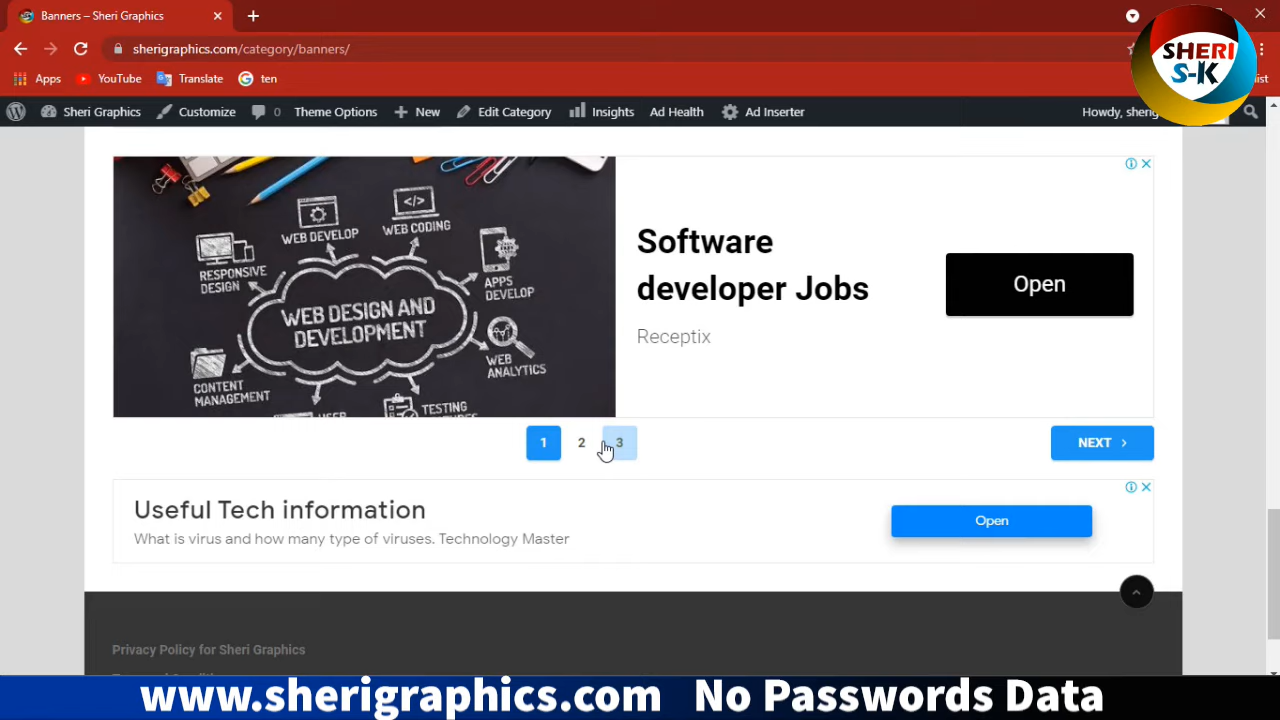 Banners – Sheri Graphics
sherigraphics.com/category/banners/
SHERI
S-K
Apps
YouTube
Translate
ten
Sheri Graphics
Customize
0
Theme Options
New
Edit Category
Insights
Ad Health
Ad Inserter
Howdy,
WEB DEVELOP
WEB CODING
RESPONSIVE
DESIGN
APPS
DEVELOP
WEB DESIGN AND
DEVELOPMENT
WEB
ANALYTICS
CONTENT
MANAGEMENT
USER
TESTING
Software
developer Jobs
Receptix
Open
1
2
3
NEXT
Useful Tech information
What is virus and how many type of viruses. Technology Master
Open
Privacy Policy for Sheri Graphics
www.sherigraphics.com No Passwords Data